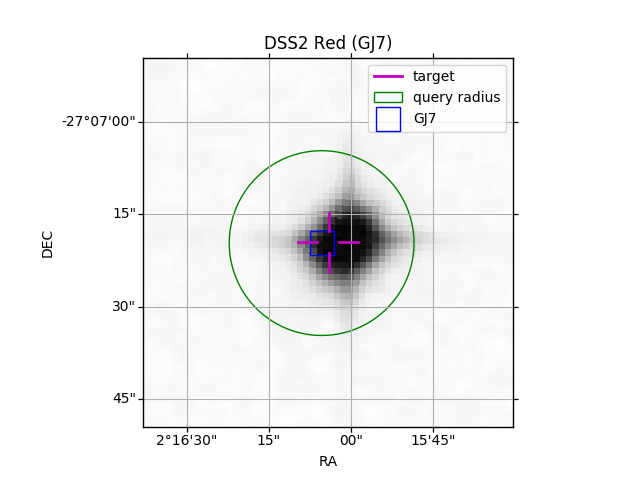 DSS2 Red (GJ7)
target
query radius
GJ7
-27°07'00"
15"
30"
45"
DEC
2°16'30" 15" 00" 15'45"
RA